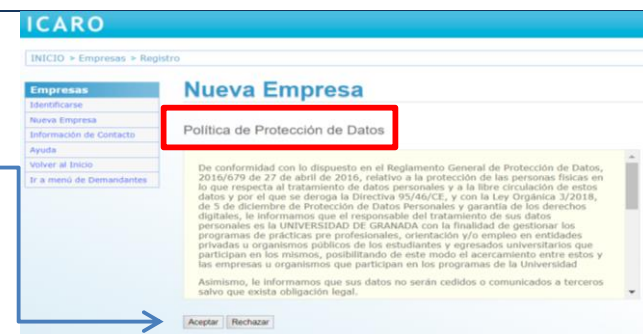 ICARO
INICIO > Empresas > Registro
Empresas
Identificarse
Nueva Empresa
Información de Contacto
Ayuda
Volver al Inicio
Ir a menú de Demandantes
Nueva Empresa
Política de Protección de Datos
De conformidad con lo dispuesto en el Reglamento General de Protección de Datos,
2016/679 de 27 de abril de 2016, relativo a la protección de las personas físicas en
lo que respecta al tratamiento de datos personales y a la libre circulación de estos
datos y por el que se deroga la Directiva 95/46/CE, y con la Ley Orgánica 3/2018,
de 5 de diciembre de Protección de Datos Personales y garantía de los derechos
digitales, le informamos que el responsable del tratamiento de sus datos
personales es la UNIVERSIDAD DE GRANADA con la finalidad de gestionar los
programas de prácticas pre profesionales, orientación y/o empleo en entidades
privadas u organismos públicos de los estudiantes y egresados universitarios que
participan en los mismos, posibilitando de este modo el acercamiento entre estos y
las empresas u organismos que participan en los programas de la Universidad
Asimismo, le informamos que sus datos no serán cedidos o comunicados a terceros
salvo que exista obligación legal.
Aceptar Rechazar